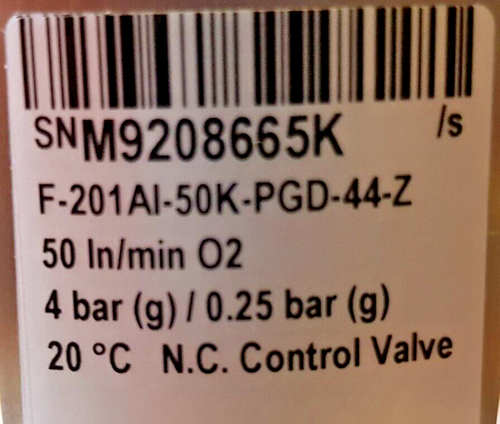 SNM9208665K /s
F-201AI-50K-PGD-44-Z
50 ln/min O2
4 bar (g) / 0.25 bar (g)
20 °C N.C. Control Valve